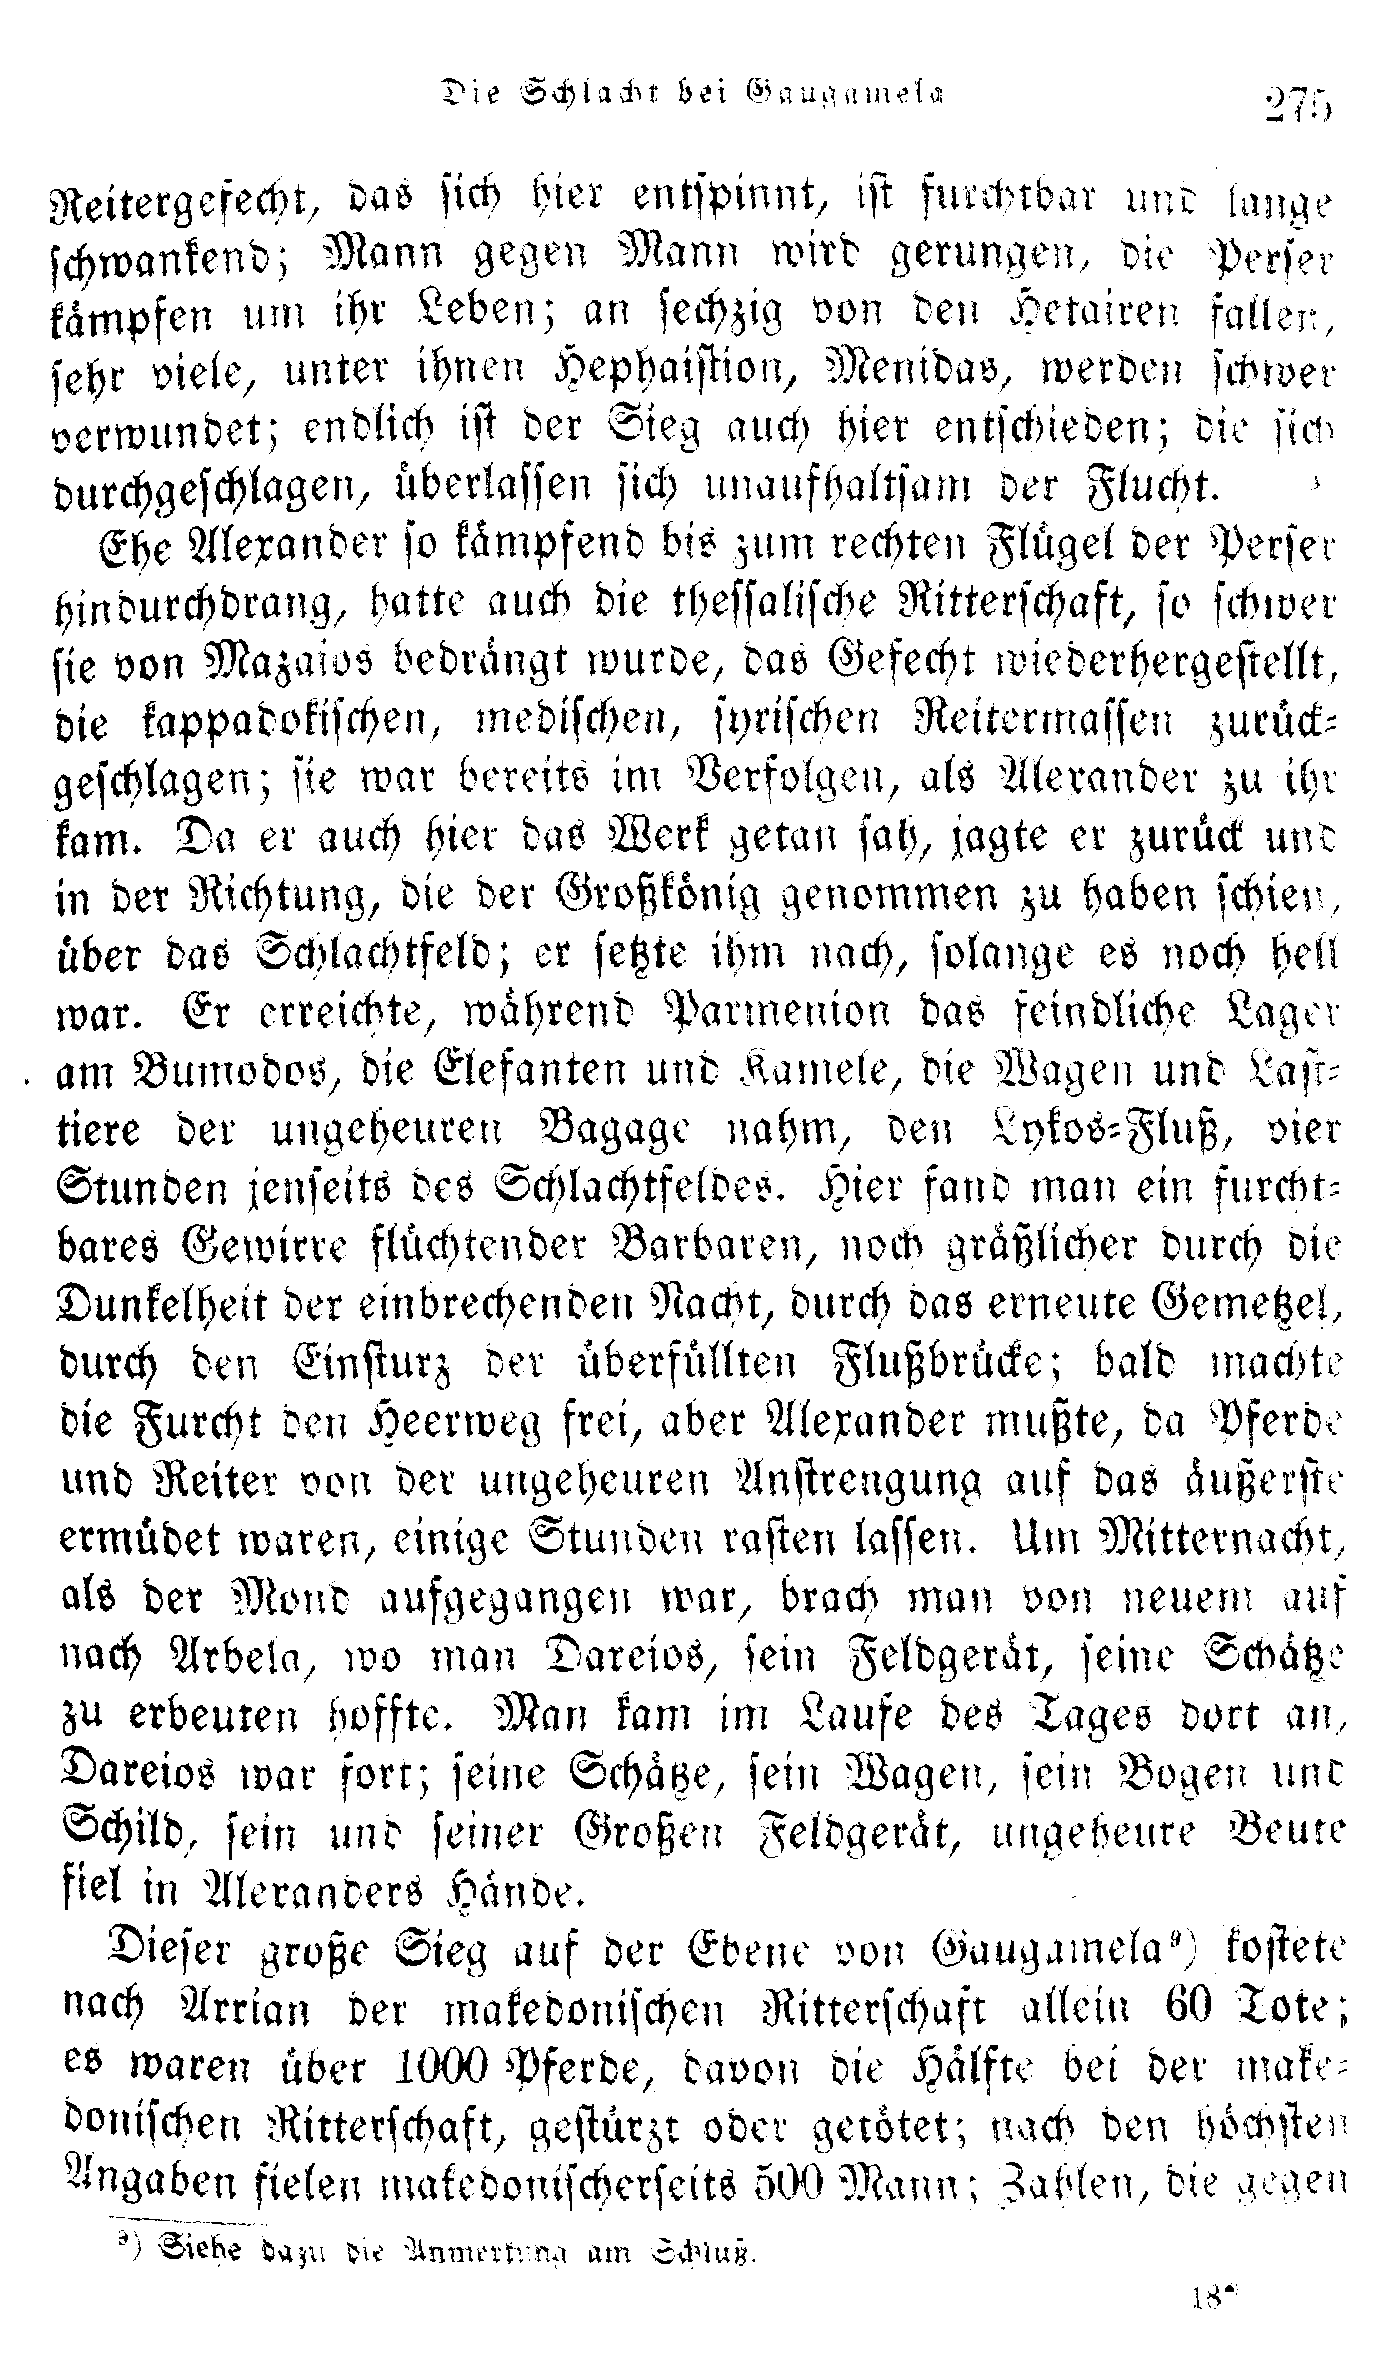 Die Schlacht bei Gaugamela 275
Reitergefecht, das sich hier entspinnt, ist furchtbar und lange
schwankend; Mann gegen Mann wird gerungen, die Perser
kämpfen um ihr Leben; an sechzig von den Hetairen fallen,
sehr viele, unter ihnen Hephaistion, Menidas, werden schwer
verwundet; endlich ist der Sieg auch hier entschieden; die sich
durchgeschlagen, überlassen sich unaufhaltsam der Flucht.
Ehe Alexander so kämpfend bis zum rechten Flügel der Perser
hindurchdrang, hatte auch die thessalische Ritterschaft, so schwer
sie von Mazaios bedrängt wurde, das Gefecht wiederhergestellt,
die kappadokischen, medischen, syrischen Reitermassen zurück-
geschlagen; sie war bereits im Verfolgen, als Alexander zu ihr
kam. Da er auch hier das Werk getan sah, jagte er zurück und
in der Richtung, die der Großkönig genommen zu haben schien,
über das Schlachtfeld; er setzte ihm nach, solange es noch hell
war. Er erreichte, während Parmenion das feindliche Lager
am Bumodos, die Elefanten und Kamele, die Wagen und Last-
tiere der ungeheuren Bagage nahm, den Lykos-Fluß, vier
Stunden jenseits des Schlachtfeldes. Hier fand man ein furcht-
bares Gewirre flüchtender Barbaren, noch gräßlicher durch die
Dunkelheit der einbrechenden Nacht, durch das erneute Gemetzel,
durch den Einsturz der überfüllten Flußbrücke; bald machte
die Furcht den Heerweg frei, aber Alexander mußte, da Pferde
und Reiter von der ungeheuren Anstrengung auf das äußerste
ermüdet waren, einige Stunden rasten lassen. Um Mitternacht,
als der Mond aufgegangen war, brach man von neuem auf
nach Arbela, wo man Dareios, sein Feldgerät, seine Schätze
zu erbeuten hoffte. Man kam im Laufe des Tages dort an,
Dareios war fort; seine Schätze, sein Wagen, sein Bogen und
Schild, sein und seiner Großen Feldgerät, ungeheure Beute
fiel in Alexanders Hände.
Dieser große Sieg auf der Ebene von Gaugamela⁹) kostete
nach Arrian der makedonischen Ritterschaft allein 60 Tote;
es waren über 1000 Pferde, davon die Hälfte bei der make-
donischen Ritterschaft, gestürzt oder getötet; nach den höchsten
Angaben fielen makedonischerseits 500 Mann; Zahlen, die gegen
⁹) Siehe dazu die Anmerkung am Schluß.
18*